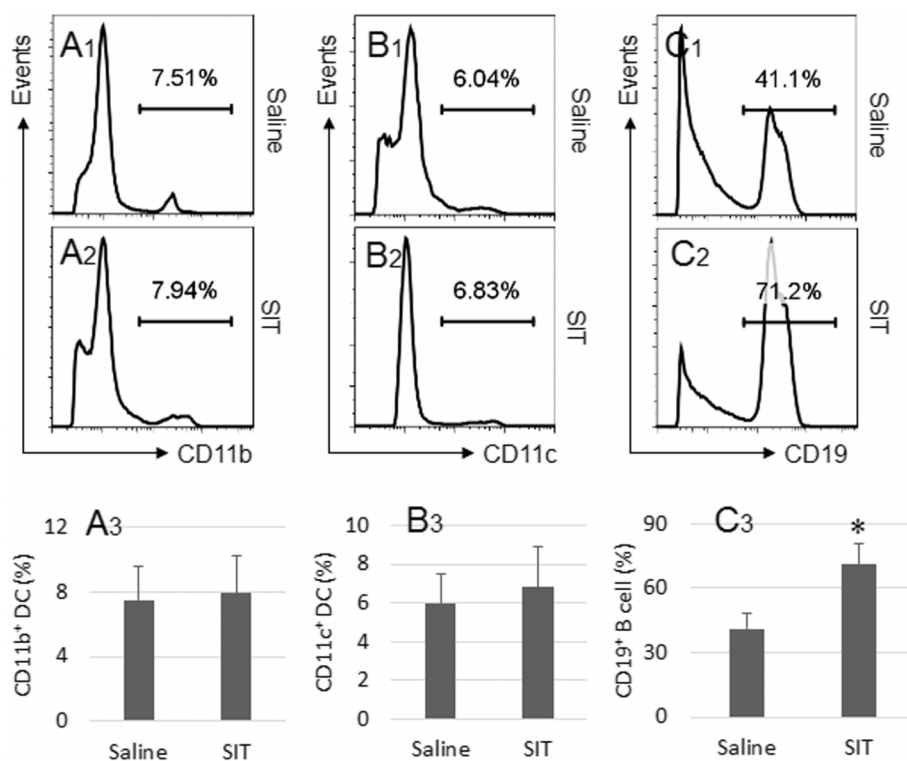 A1
7.51%
Events
Saline
B1
6.04%
Events
Saline
C1
41.1%
Events
Saline
A2
7.94%
SIT
CD11b
B2
6.83%
SIT
CD11c
C2
71.2%
SIT
CD19
A3
CD11b+ DC (%)
12
8
4
0
Saline SIT
B3
CD11c+ DC (%)
10
8
6
4
2
0
Saline SIT
C3
CD19+ B cell (%)
90
60
30
0
*
Saline SIT